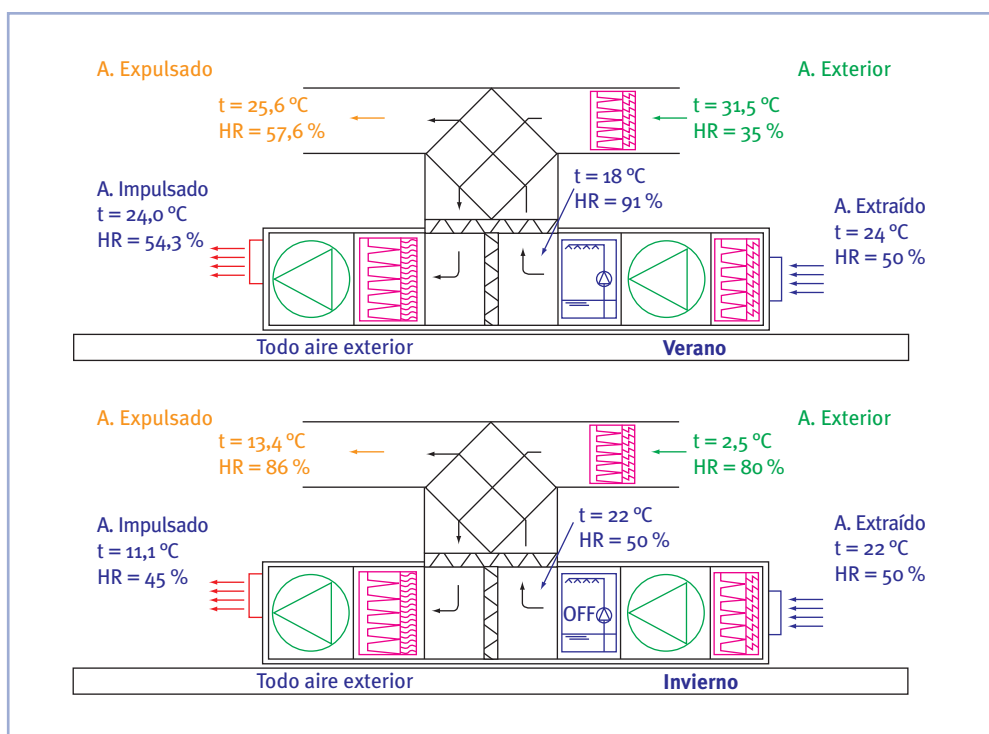 A. Expulsado
A. Exterior
t = 25,6 ºC
HR = 57,6 %
t = 31,5 ºC
HR = 35 %
t = 18 ºC
HR = 91 %
A. Impulsado
t = 24,0 ºC
HR = 54,3 %
A. Extraído
t = 24 ºC
HR = 50 %
Todo aire exterior
Verano
A. Expulsado
A. Exterior
t = 13,4 ºC
HR = 86 %
t = 2,5 ºC
HR = 80 %
t = 22 ºC
HR = 50 %
A. Impulsado
t = 11,1 ºC
HR = 45 %
A. Extraído
t = 22 ºC
HR = 50 %
OFF
Todo aire exterior
Invierno